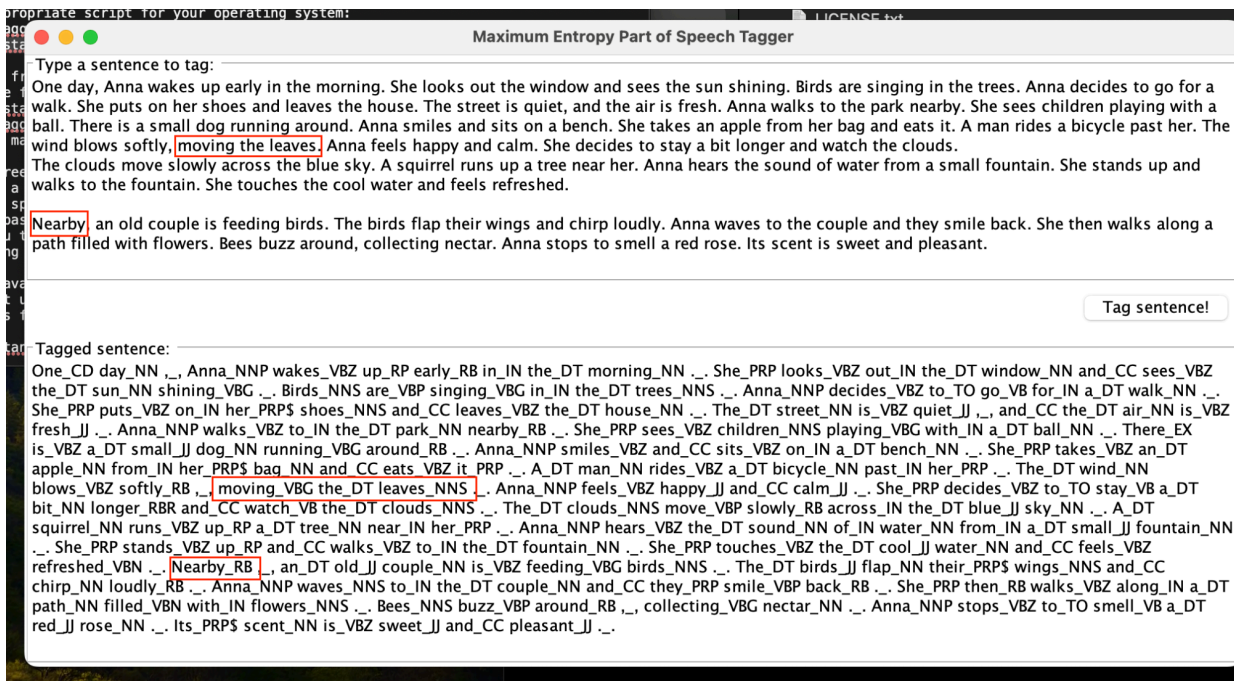 propriate script for your operating system:
LICENSE.txt
Maximum Entropy Part of Speech Tagger
Type a sentence to tag:
One day, Anna wakes up early in the morning. She looks out the window and sees the sun shining. Birds are singing in the trees. Anna decides to go for a
walk. She puts on her shoes and leaves the house. The street is quiet, and the air is fresh. Anna walks to the park nearby. She sees children playing with a
ball. There is a small dog running around. Anna smiles and sits on a bench. She takes an apple from her bag and eats it. A man rides a bicycle past her. The
wind blows softly, moving the leaves. Anna feels happy and calm. She decides to stay a bit longer and watch the clouds.
The clouds move slowly across the blue sky. A squirrel runs up a tree near her. Anna hears the sound of water from a small fountain. She stands up and
walks to the fountain. She touches the cool water and feels refreshed.
Nearby, an old couple is feeding birds. The birds flap their wings and chirp loudly. Anna waves to the couple and they smile back. She then walks along a
path filled with flowers. Bees buzz around, collecting nectar. Anna stops to smell a red rose. Its scent is sweet and pleasant.
Tag sentence!
Tagged sentence:
One_CD day_NN ,_, Anna_NNP wakes_VBZ up_RP early_RB in_IN the_DT morning_NN ._. She_PRP looks_VBZ out_IN the_DT window_NN and_CC sees_VBZ
the_DT sun_NN shining_VBG ._. Birds_NNS are_VBP singing_VBG in_IN the_DT trees_NNS ._. Anna_NNP decides_VBZ to_TO go_VB for_IN a_DT walk_NN ._.
She_PRP puts_VBZ on_IN her_PRP$ shoes_NNS and_CC leaves_VBZ the_DT house_NN ._. The_DT street_NN is_VBZ quiet_JJ ,_, and_CC the_DT air_NN is_VBZ
fresh_JJ ._. Anna_NNP walks_VBZ to_IN the_DT park_NN nearby_RB ._. She_PRP sees_VBZ children_NNS playing_VBG with_IN a_DT ball_NN ._. There_EX
is_VBZ a_DT small_JJ dog_NN running_VBG around_RB ._. Anna_NNP smiles_VBZ and_CC sits_VBZ on_IN a_DT bench_NN ._. She_PRP takes_VBZ an_DT
apple_NN from_IN her_PRP$ bag_NN and_CC eats_VBZ it_PRP ._. A_DT man_NN rides_VBZ a_DT bicycle_NN past_IN her_PRP ._. The_DT wind_NN
blows_VBZ softly_RB ,_, moving_VBG the_DT leaves_NNS ._. Anna_NNP feels_VBZ happy_JJ and_CC calm_JJ ._. She_PRP decides_VBZ to_TO stay_VB a_DT
bit_NN longer_RBR and_CC watch_VB the_DT clouds_NNS ._. The_DT clouds_NNS move_VBP slowly_RB across_IN the_DT blue_JJ sky_NN ._. A_DT
squirrel_NN runs_VBZ up_RP a_DT tree_NN near_IN her_PRP ._. Anna_NNP hears_VBZ the_DT sound_NN of_IN water_NN from_IN a_DT small_JJ fountain_NN
._. She_PRP stands_VBZ up_RP and_CC walks_VBZ to_IN the_DT fountain_NN ._. She_PRP touches_VBZ the_DT cool_JJ water_NN and_CC feels_VBZ
refreshed_VBN ._. Nearby_RB ,_, an_DT old_JJ couple_NN is_VBZ feeding_VBG birds_NNS ._. The_DT birds_JJ flap_NN their_PRP$ wings_NNS and_CC
chirp_NN loudly_RB ._. Anna_NNP waves_NNS to_IN the_DT couple_NN and_CC they_PRP smile_VBP back_RB ._. She_PRP then_RB walks_VBZ along_IN a_DT
path_NN filled_VBN with_IN flowers_NNS ._. Bees_NNS buzz_VBP around_RB ,_, collecting_VBG nectar_NN ._. Anna_NNP stops_VBZ to_TO smell_VB a_DT
red_JJ rose_NN ._. Its_PRP$ scent_NN is_VBZ sweet_JJ and_CC pleasant_JJ ._.